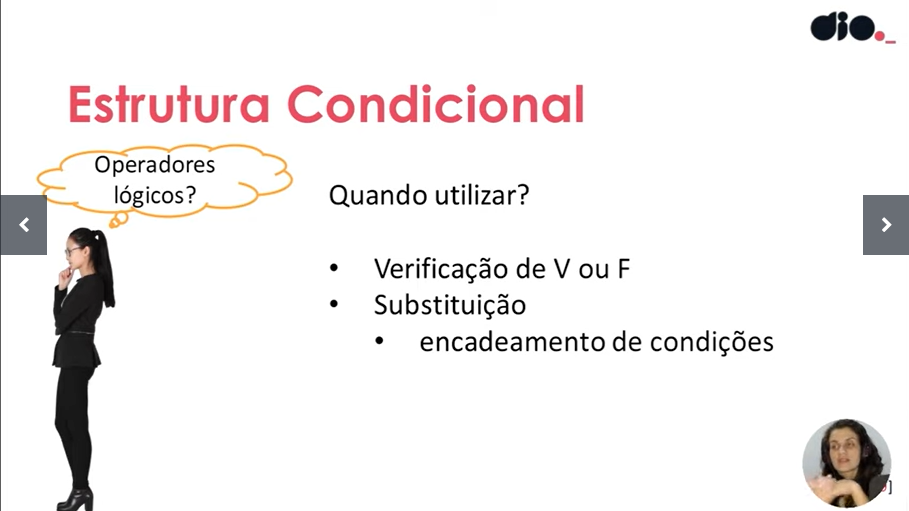 dio._
Estrutura Condicional
Operadores
lógicos?
Quando utilizar?
• Verificação de V ou F
• Substituição
• encadeamento de condições
]